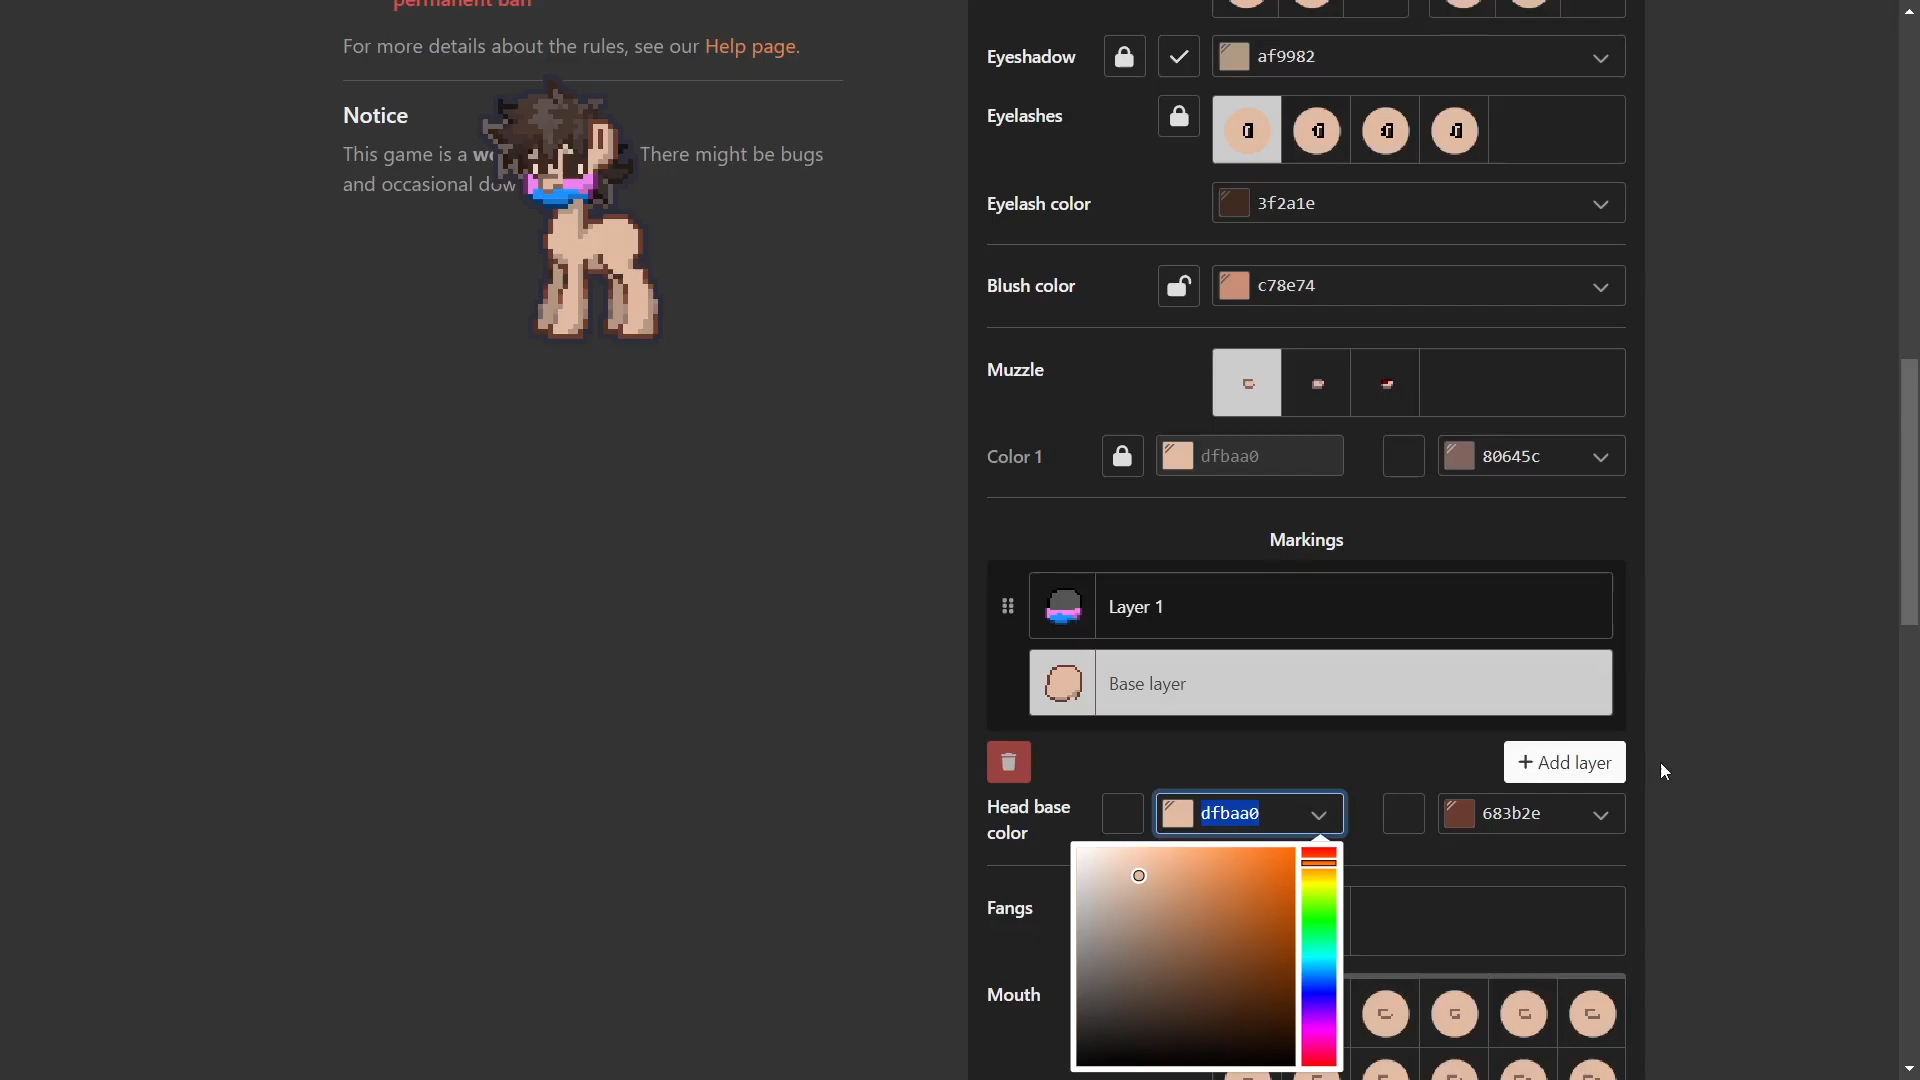 permanent ban
For more details about the rules, see our Help page.
Notice
This game is a There might be bugs
and occasional
Eyeshadow
af9982
Eyelashes
Eyelash color
3f2a1e
Blush color
c78e74
Muzzle
Color 1
dfbaa0
80645c
Markings
Layer 1
Base layer
+ Add layer
Head base
color
dfbaa0
683b2e
Fangs
Mouth